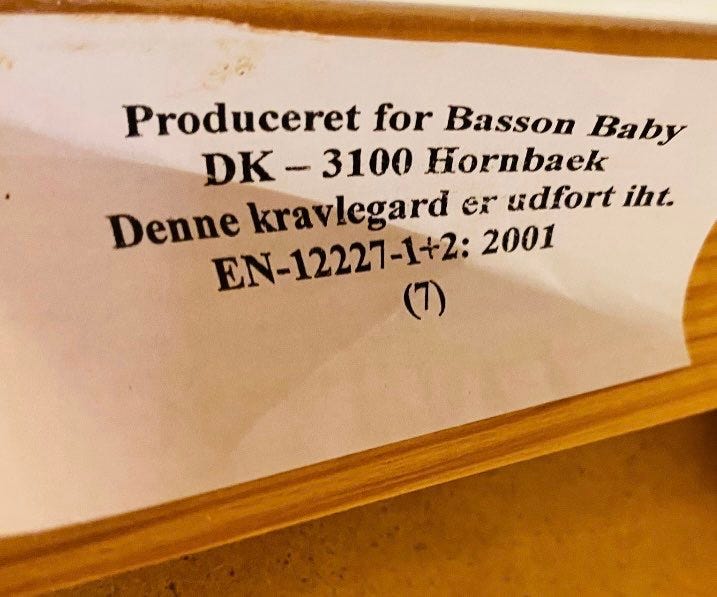 Produceret for Basson Baby
DK – 3100 Hornbaek
Denne kravlegard er udfort iht.
EN-12227-1+2: 2001
(7)